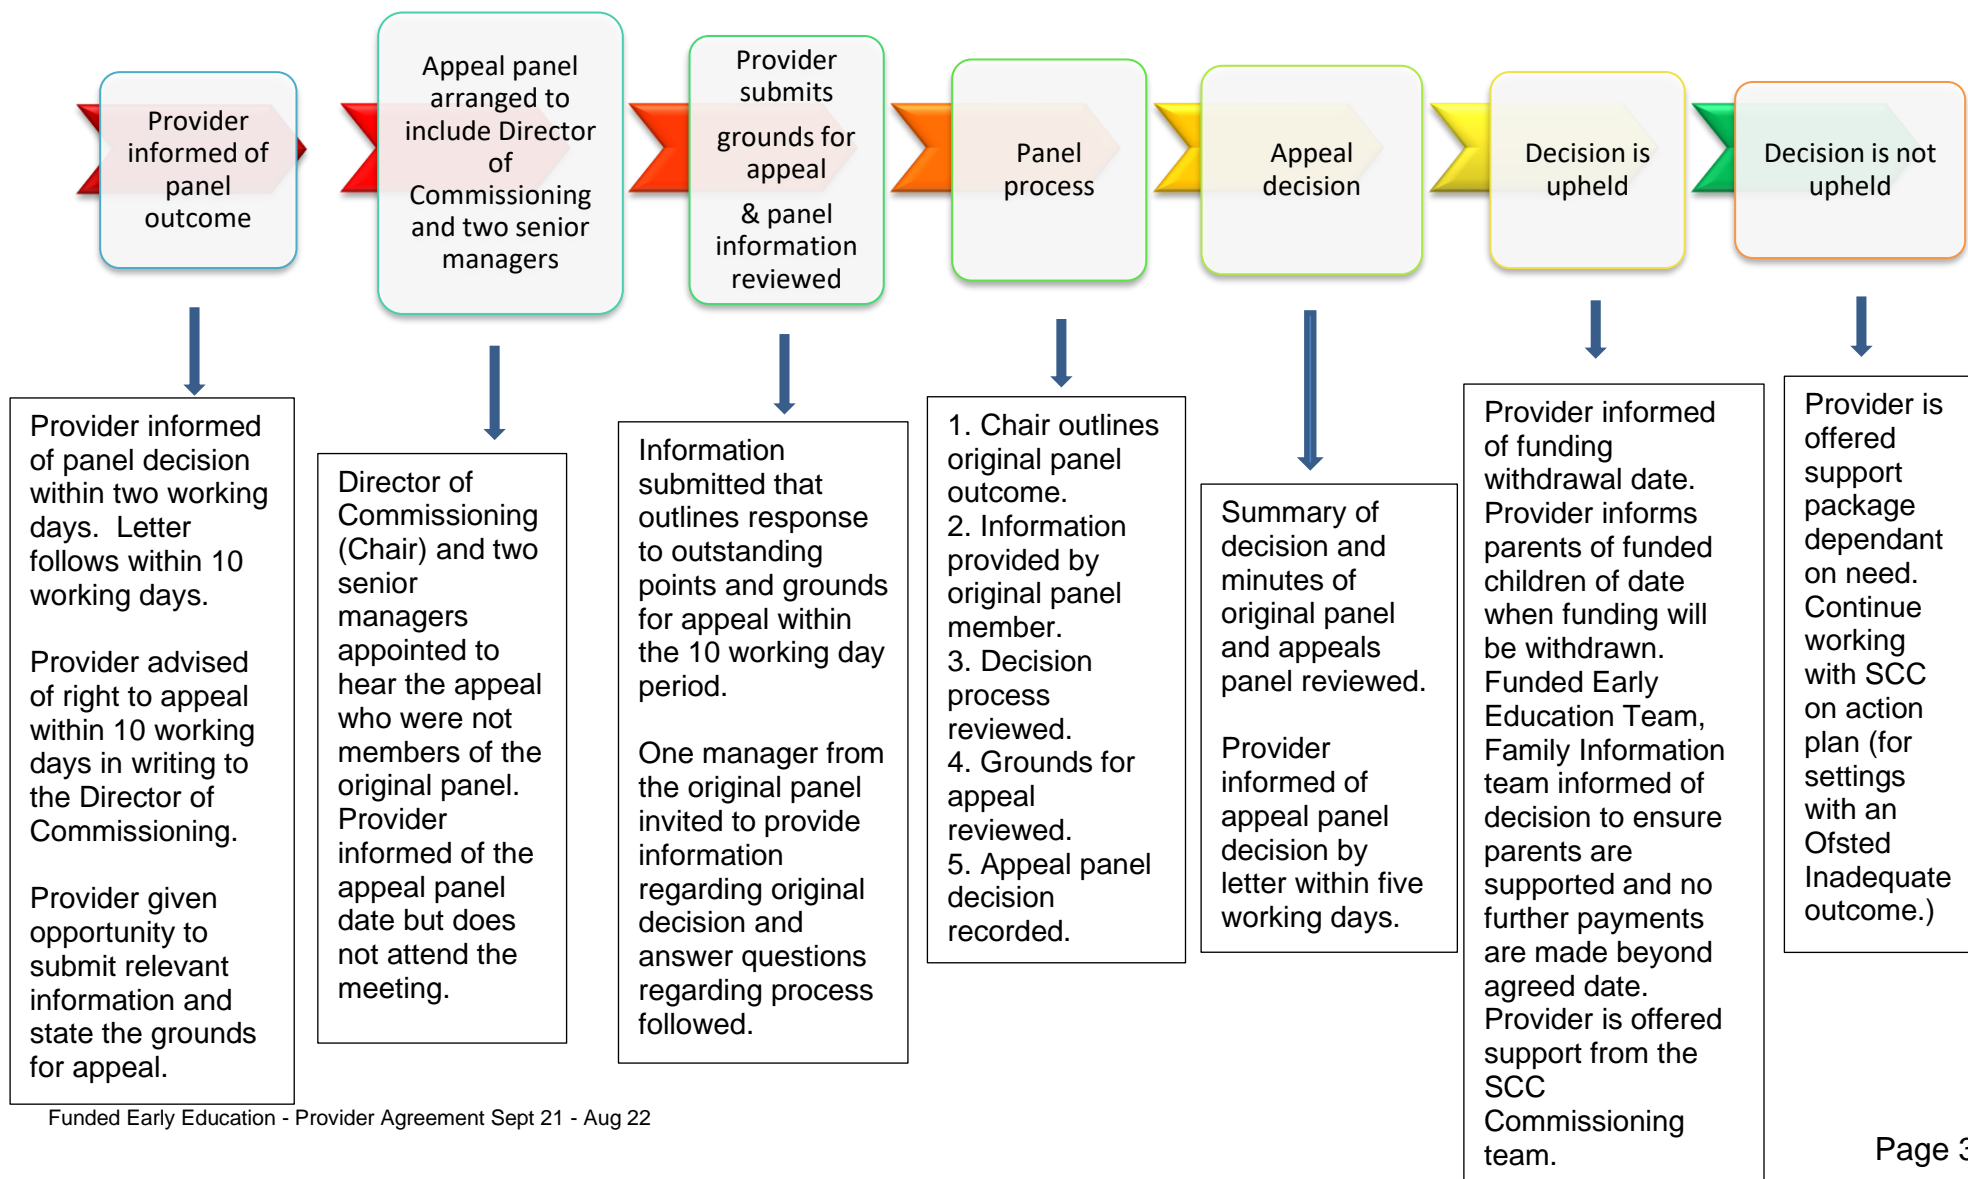 Provider
informed of
panel
outcome
Appeal panel
arranged to
include Director
of
Commissioning
and two senior
managers
Provider
submits
grounds for
appeal
& panel
information
reviewed
Panel
process
Appeal
decision
Decision is
upheld
Decision is not
upheld
Provider informed
of panel decision
within two working
days.  Letter
follows within 10
working days.
Provider advised
of right to appeal
within 10 working
days in writing to
the Director of
Commissioning.
Provider given
opportunity to
submit relevant
information and
state the grounds
for appeal.
Director of
Commissioning
(Chair) and two
senior
managers
appointed to
hear the appeal
who were not
members of the
original panel.
Provider
informed of the
appeal panel
date but does
not attend the
meeting.
Information
submitted that
outlines response
to outstanding
points and grounds
for appeal within
the 10 working day
period.
One manager from
the original panel
invited to provide
information
regarding original
decision and
answer questions
regarding process
followed.
1. Chair outlines
original panel
outcome.
2. Information
provided by
original panel
member.
3. Decision
process
reviewed.
4. Grounds for
appeal
reviewed.
5. Appeal panel
decision
recorded.
Summary of
decision and
minutes of
original panel
and appeals
panel reviewed.
Provider
informed of
appeal panel
decision by
letter within five
working days.
Provider informed
of funding
withdrawal date.
Provider informs
parents of funded
children of date
when funding will
be withdrawn.
Funded Early
Education Team,
Family Information
team informed of
decision to ensure
parents are
supported and no
further payments
are made beyond
agreed date.
Provider is offered
support from the
SCC
Commissioning
team.
Provider is
offered
support
package
dependant
on need.
Continue
working
with SCC
on action
plan (for
settings
with an
Ofsted
Inadequate
outcome.)
Funded Early Education - Provider Agreement Sept 21 - Aug 22
Page 3